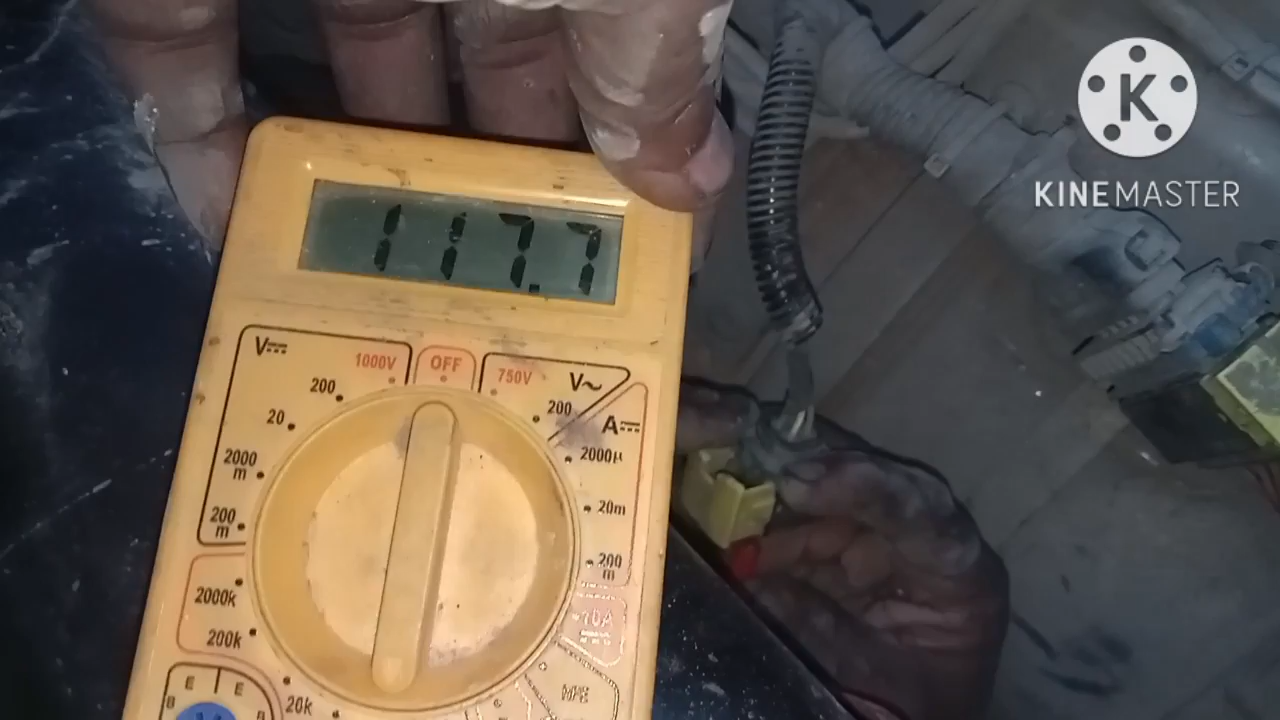 K
KINEMASTER
117.7
V⎓
1000V
OFF
750V
V~
200
200
A⎓
20
2000µ
2000
m
20m
200
m
200
m
2000k
10A
200k
E
E
B
B
20k